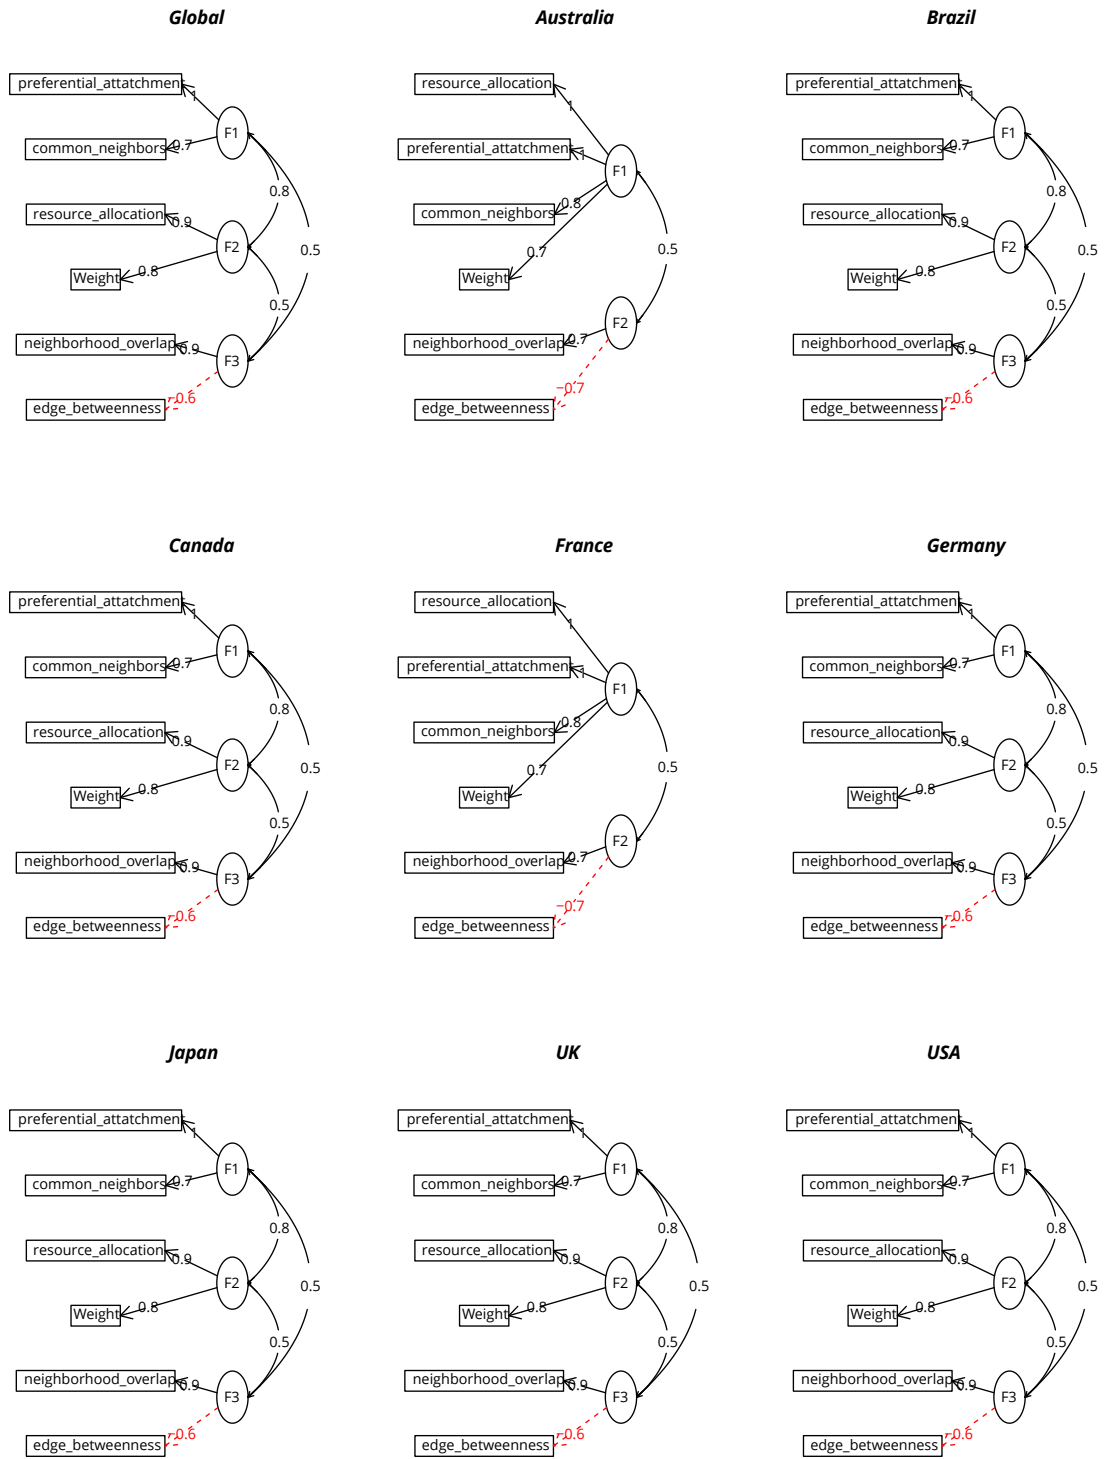 Global
preferential_attatchment
1
F1
common_neighbors
0.7
0.8
resource_allocation
0.9
F2
0.5
Weight
0.8
0.5
neighborhood_overlap
0.9
F3
−0.6
edge_betweenness
Australia
resource_allocation
1
preferential_attatchment
1
F1
common_neighbors
0.8
0.7
0.5
Weight
F2
neighborhood_overlap
0.7
−0.7
edge_betweenness
Brazil
preferential_attatchment
1
F1
common_neighbors
0.7
0.8
resource_allocation
0.9
F2
0.5
Weight
0.8
0.5
neighborhood_overlap
0.9
F3
−0.6
edge_betweenness
Canada
preferential_attatchment
1
F1
common_neighbors
0.7
0.8
resource_allocation
0.9
F2
0.5
Weight
0.8
0.5
neighborhood_overlap
0.9
F3
−0.6
edge_betweenness
France
resource_allocation
1
preferential_attatchment
1
F1
common_neighbors
0.8
0.7
0.5
Weight
F2
neighborhood_overlap
0.7
−0.7
edge_betweenness
Germany
preferential_attatchment
1
F1
common_neighbors
0.7
0.8
resource_allocation
0.9
F2
0.5
Weight
0.8
0.5
neighborhood_overlap
0.9
F3
−0.6
edge_betweenness
Japan
preferential_attatchment
1
F1
common_neighbors
0.7
0.8
resource_allocation
0.9
F2
0.5
Weight
0.8
0.5
neighborhood_overlap
0.9
F3
−0.6
edge_betweenness
UK
preferential_attatchment
1
F1
common_neighbors
0.7
0.8
resource_allocation
0.9
F2
0.5
Weight
0.8
0.5
neighborhood_overlap
0.9
F3
−0.6
edge_betweenness
USA
preferential_attatchment
1
F1
common_neighbors
0.7
0.8
resource_allocation
0.9
F2
0.5
Weight
0.8
0.5
neighborhood_overlap
0.9
F3
−0.6
edge_betweenness